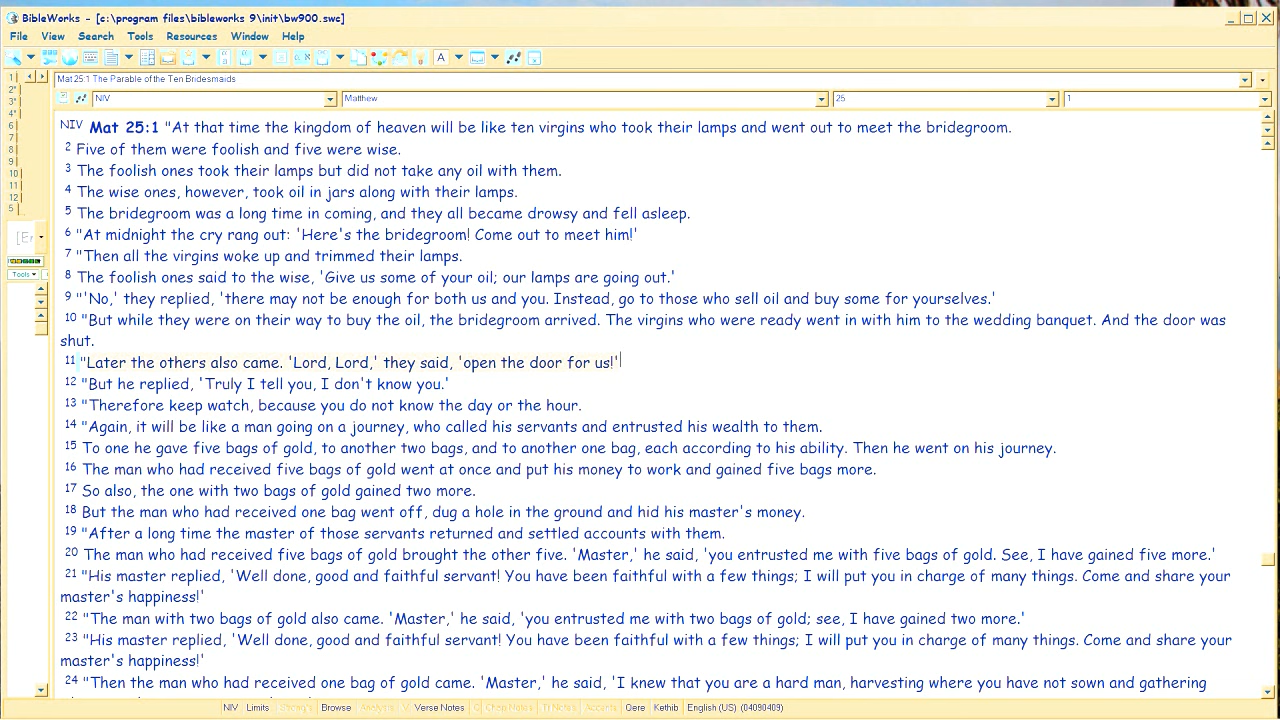 BibleWorks - [c:\program files\bibleworks 9\init\bw900.swc]
File View Search Tools Resources Window Help
Mat 25:1 The Parable of the Ten Bridesmaids
NIV Matthew 25 1
1
2*
3*
4*
6
7
8
9
10
11
12
5
Tools
NIV Mat 25:1 "At that time the kingdom of heaven will be like ten virgins who took their lamps and went out to meet the bridegroom.
2 Five of them were foolish and five were wise.
3 The foolish ones took their lamps but did not take any oil with them.
4 The wise ones, however, took oil in jars along with their lamps.
5 The bridegroom was a long time in coming, and they all became drowsy and fell asleep.
6 "At midnight the cry rang out: 'Here's the bridegroom! Come out to meet him!'
7 "Then all the virgins woke up and trimmed their lamps.
8 The foolish ones said to the wise, 'Give us some of your oil; our lamps are going out.'
9 "'No,' they replied, 'there may not be enough for both us and you. Instead, go to those who sell oil and buy some for yourselves.'
10 "But while they were on their way to buy the oil, the bridegroom arrived. The virgins who were ready went in with him to the wedding banquet. And the door was
shut.
11 "Later the others also came. 'Lord, Lord,' they said, 'open the door for us!'
12 "But he replied, 'Truly I tell you, I don't know you.'
13 "Therefore keep watch, because you do not know the day or the hour.
14 "Again, it will be like a man going on a journey, who called his servants and entrusted his wealth to them.
15 To one he gave five bags of gold, to another two bags, and to another one bag, each according to his ability. Then he went on his journey.
16 The man who had received five bags of gold went at once and put his money to work and gained five bags more.
17 So also, the one with two bags of gold gained two more.
18 But the man who had received one bag went off, dug a hole in the ground and hid his master's money.
19 "After a long time the master of those servants returned and settled accounts with them.
20 The man who had received five bags of gold brought the other five. 'Master,' he said, 'you entrusted me with five bags of gold. See, I have gained five more.'
21 "His master replied, 'Well done, good and faithful servant! You have been faithful with a few things; I will put you in charge of many things. Come and share your
master's happiness!'
22 "The man with two bags of gold also came. 'Master,' he said, 'you entrusted me with two bags of gold; see, I have gained two more.'
23 "His master replied, 'Well done, good and faithful servant! You have been faithful with a few things; I will put you in charge of many things. Come and share your
master's happiness!'
24 "Then the man who had received one bag of gold came. 'Master,' he said, 'I knew that you are a hard man, harvesting where you have not sown and gathering
NIV Limits Strong's Browse Analysis V. Verse Notes C Chap Notes Accents Qere Kethib English (US) (04090409)